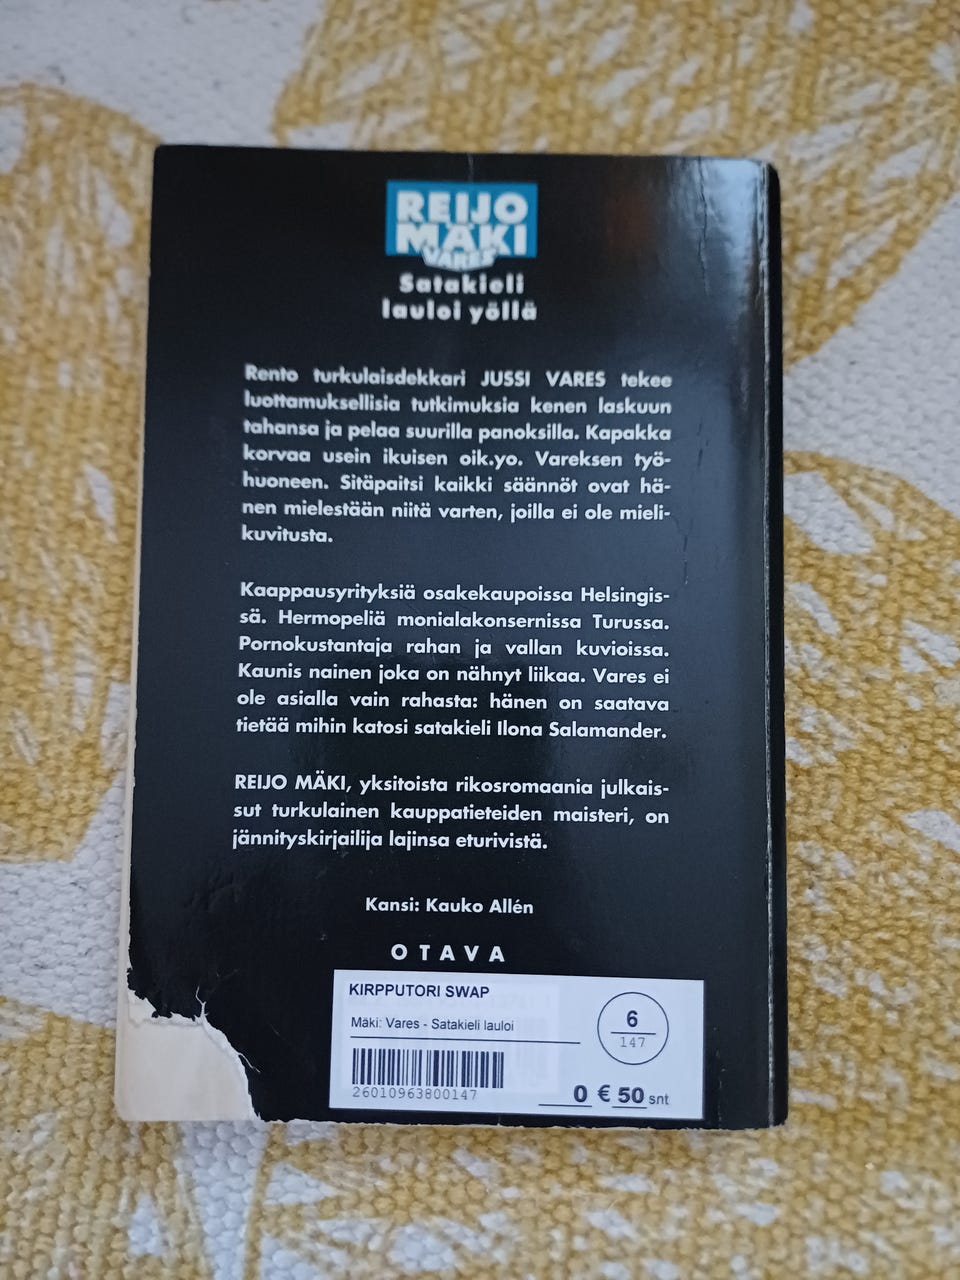 REIJO
MÄKI
VARES
Satakieli
lauloi yöllä
Rento turkulaisdekkari JUSSI VARES tekee
luottamuksellisia tutkimuksia kenen laskuun
tahansa ja pelaa suurilla panoksilla. Kapakka
korvaa usein ikuisen oik.yo. Vareksen työ-
huoneen. Sitäpaitsi kaikki säännöt ovat hä-
nen mielestään niitä varten, joilla ei ole mieli-
kuvitusta.
Kaappausyrityksiä osakekaupoissa Helsingis-
sä. Hermopeliä monialakonsernissa Turussa.
Pornokustantaja rahan ja vallan kuvioissa.
Kaunis nainen joka on nähnyt liikaa. Vares ei
ole asialla vain rahasta: hänen on saatava
tietää mihin katosi satakieli Ilona Salamander.
REIJO MÄKI, yksitoista rikosromaania julkais-
sut turkulainen kauppatieteiden maisteri, on
jännityskirjailija lajinsa eturivistä.
Kansi: Kauko Allén
OTAVA
KIRPPUTORI SWAP
Mäki: Vares - Satakieli lauloi
6
147
26010963800147
0 € 50 snt